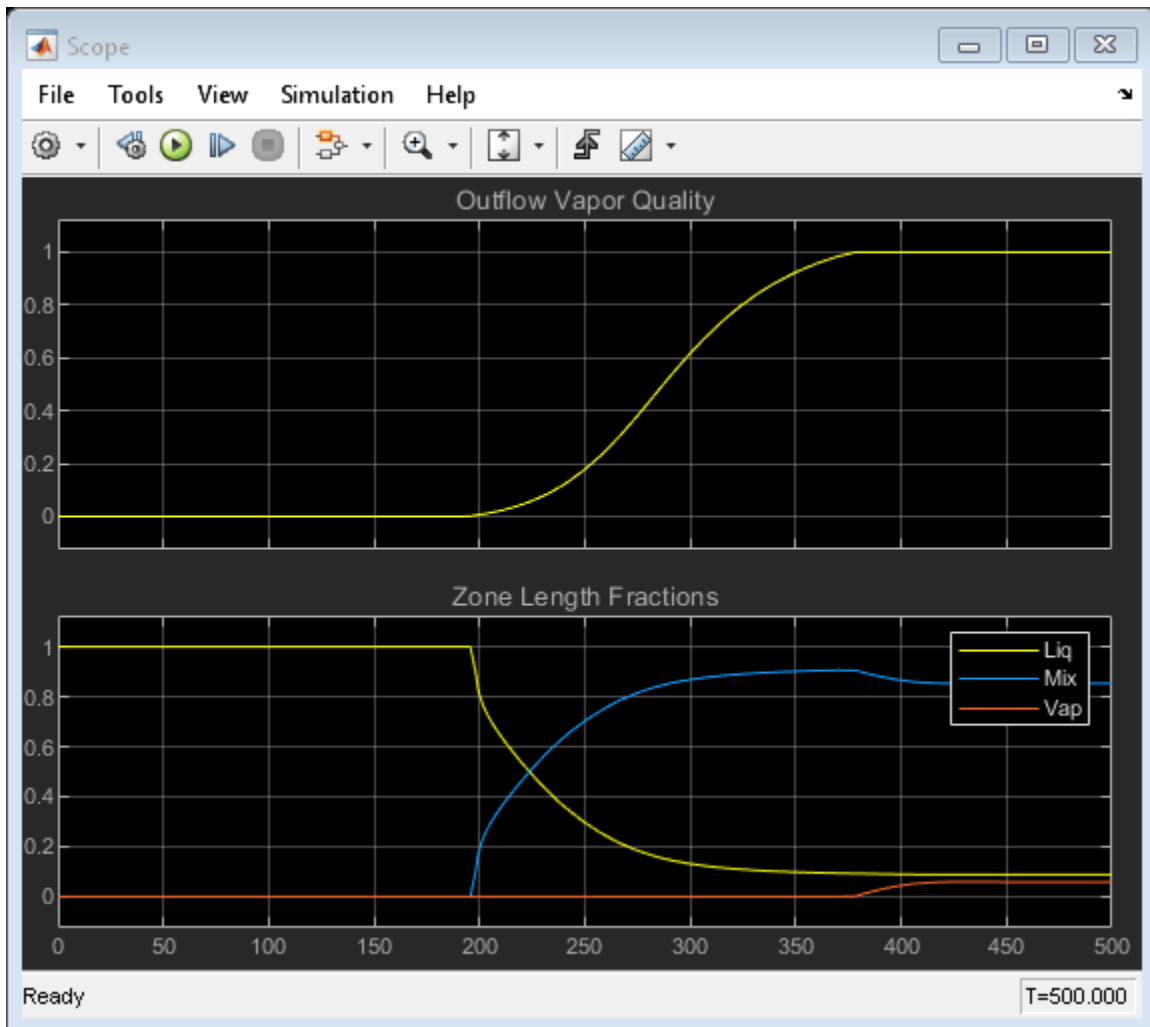 Scope
File Tools View Simulation Help
Outflow Vapor Quality
1
0.8
0.6
0.4
0.2
0
Zone Length Fractions
1
0.8
0.6
0.4
0.2
0
Liq
Mix
Vap
0 50 100 150 200 250 300 350 400 450 500
Ready T=500.000